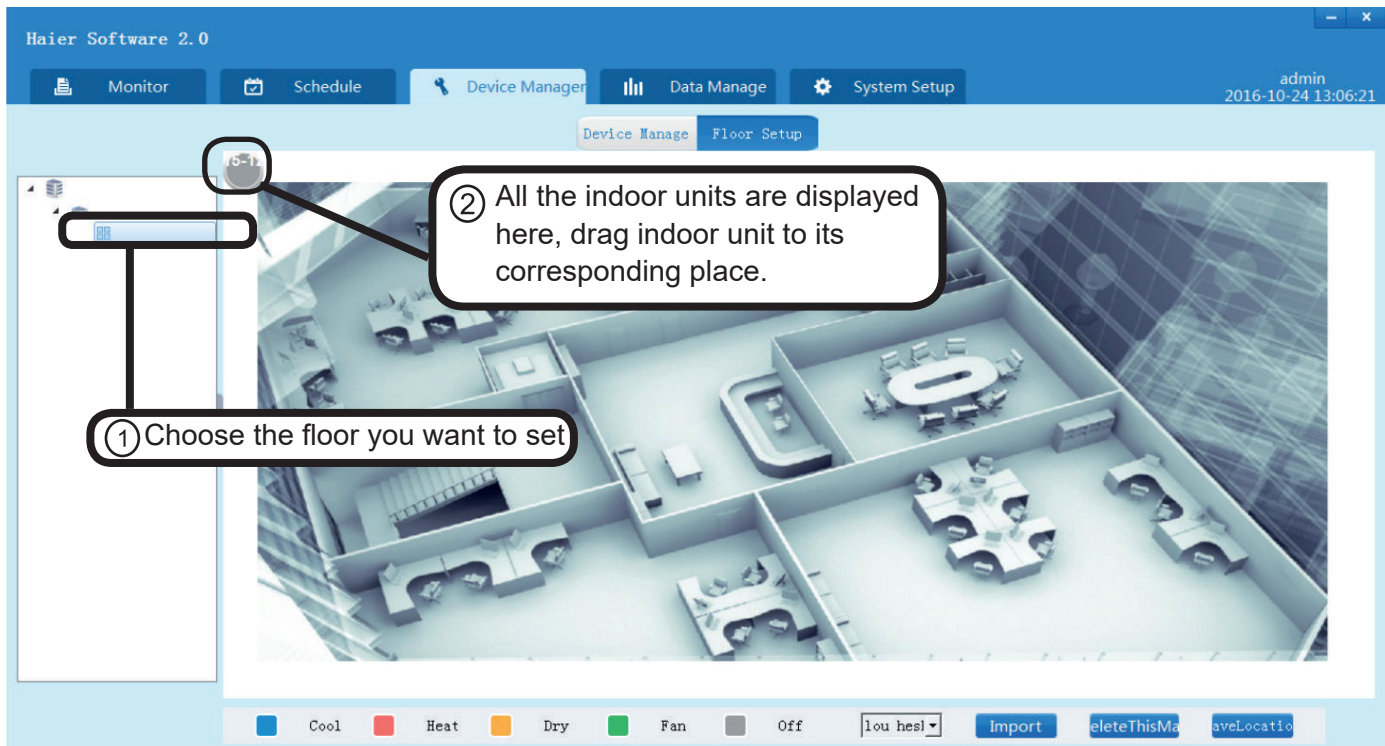 Haier Software 2.0
Monitor
Schedule
Device Manager
Data Manage
System Setup
admin
2016-10-24 13:06:21
Device Manage
Floor Setup
15-12
② All the indoor units are displayed
here, drag indoor unit to its
corresponding place.
① Choose the floor you want to set
Cool
Heat
Dry
Fan
Off
lou hesl
Import
eleteThisMa
aveLocatio